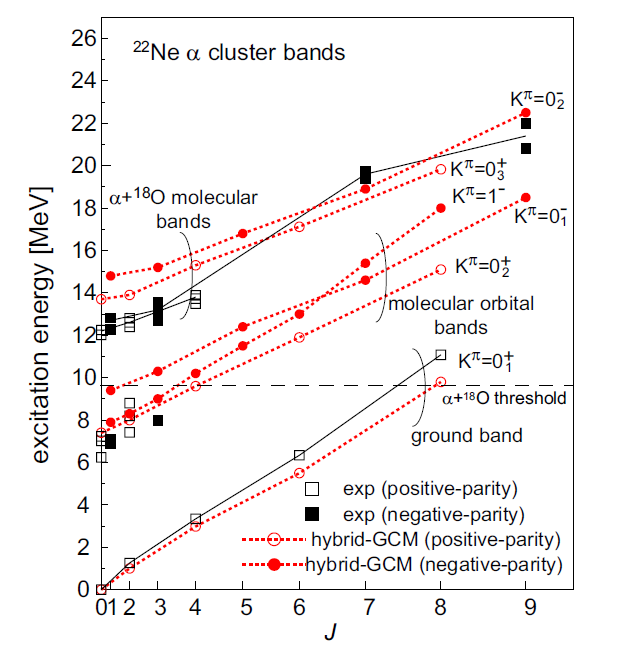 26
24
22
20
18
16
14
12
10
8
6
4
2
0
excitation energy [MeV]
²²Ne α cluster bands
Kπ=0₂⁻
Kπ=0₃⁺
Kπ=1⁻
Kπ=0₁⁻
Kπ=0₂⁺
α+¹⁸O molecular
bands
molecular orbital
bands
Kπ=0₁⁺
α+¹⁸O threshold
ground band
exp (positive-parity)
exp (negative-parity)
hybrid-GCM (positive-parity)
hybrid-GCM (negative-parity)
0 1 2 3 4 5 6 7 8 9
J